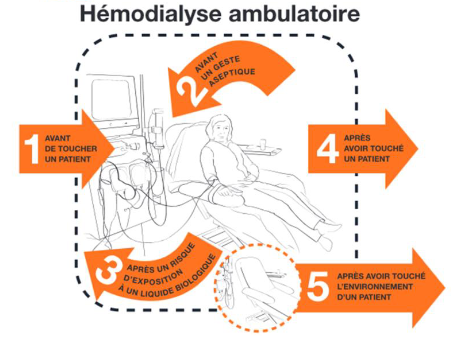 Hémodialyse ambulatoire
2
AVANT
UN GESTE
ASEPTIQUE
1
AVANT
DE TOUCHER
UN PATIENT
4
APRÈS
AVOIR TOUCHÉ
UN PATIENT
3
APRÈS UN RISQUE
D'EXPOSITION
À UN LIQUIDE BIOLOGIQUE
5
APRÈS AVOIR TOUCHÉ
L'ENVIRONNEMENT
D'UN PATIENT